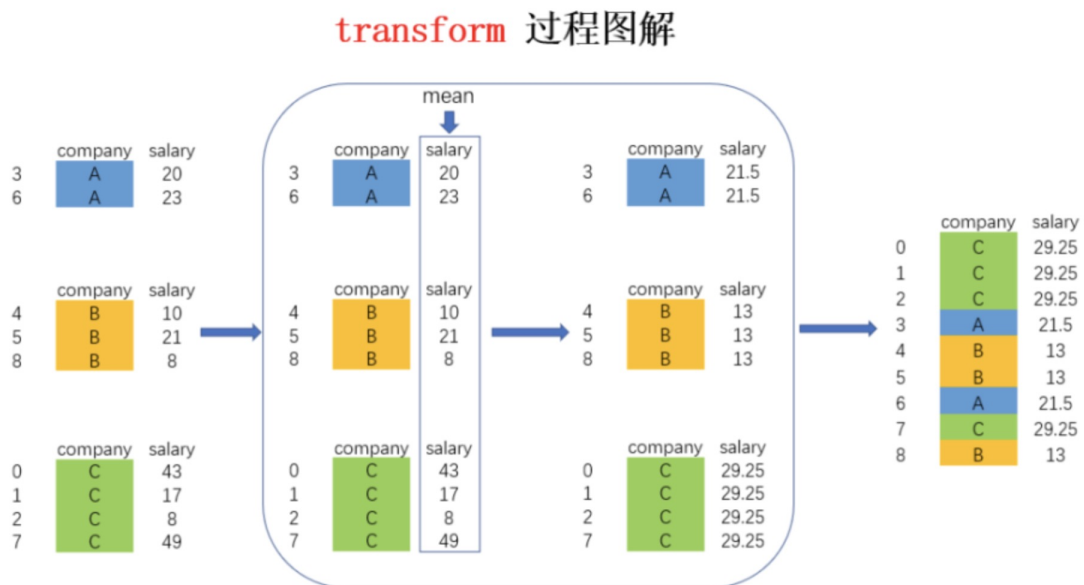 transform 过程图解
mean
company salary
3 A 20
6 A 23
company salary
4 B 10
5 B 21
8 B 8
company salary
0 C 43
1 C 17
2 C 8
7 C 49
company salary
3 A 20
6 A 23
company salary
4 B 10
5 B 21
8 B 8
company salary
0 C 43
1 C 17
2 C 8
7 C 49
company salary
3 A 21.5
6 A 21.5
company salary
4 B 13
5 B 13
8 B 13
company salary
0 C 29.25
1 C 29.25
2 C 29.25
7 C 29.25
company salary
0 C 29.25
1 C 29.25
2 C 29.25
3 A 21.5
4 B 13
5 B 13
6 A 21.5
7 C 29.25
8 B 13